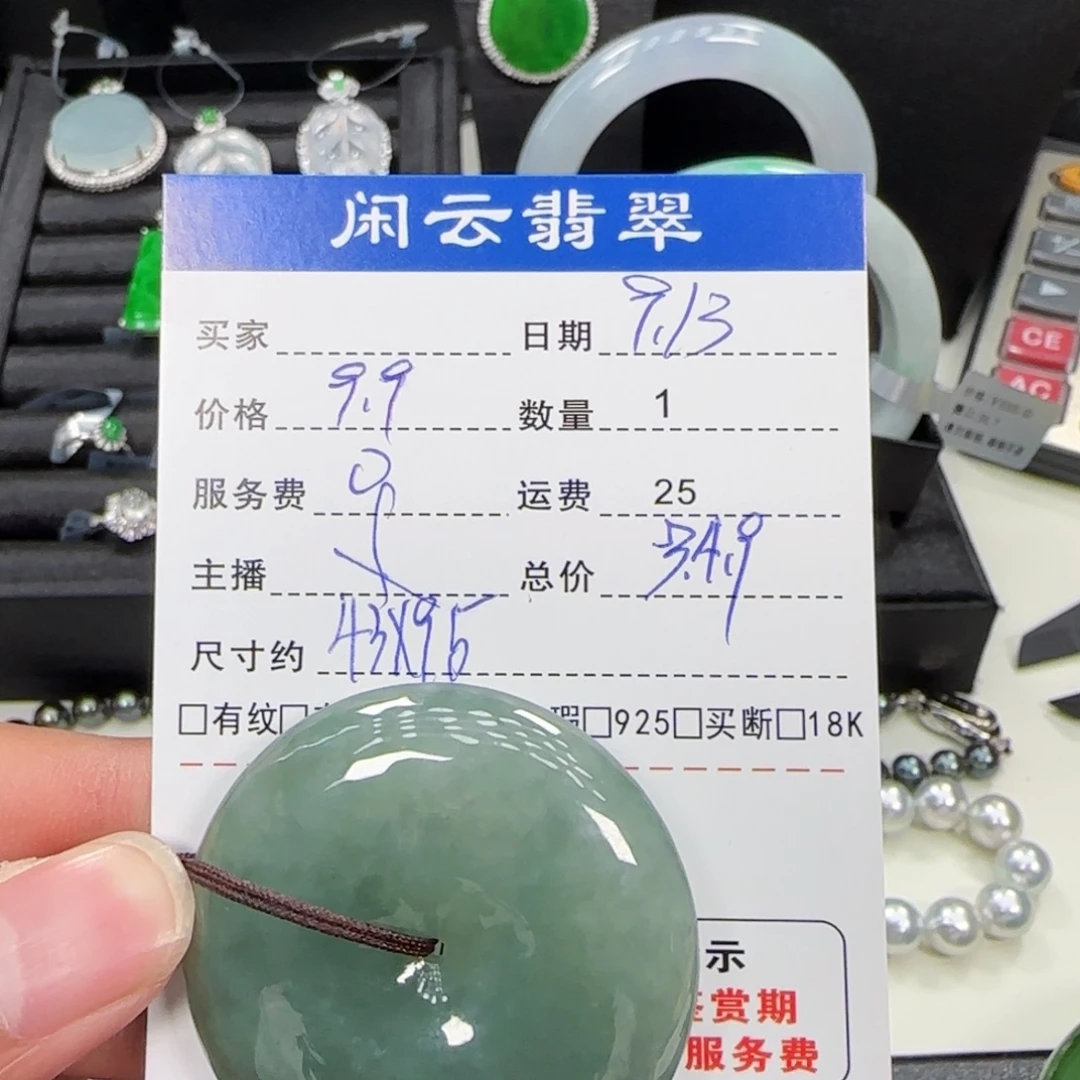 闲云翡翠
买家 日期 9.13
价格 9.9 数量 1
服务费 0 运费 25
主播 总价 34.9
尺寸约 43X9.5
□有纹□ 瑕□925□买断□18K
示
鉴赏期
服务费
CE
AC